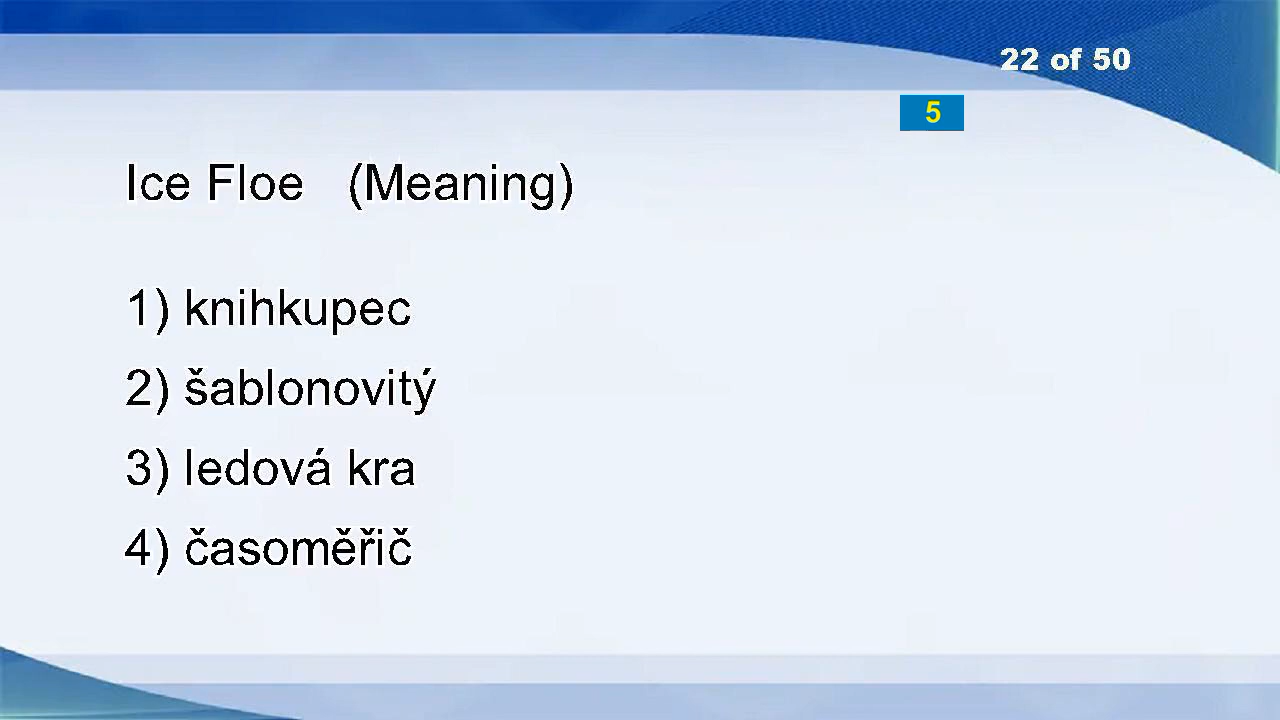 22 of 50
5
Ice Floe (Meaning)
1) knihkupec
2) šablonovitý
3) ledová kra
4) časoměřič